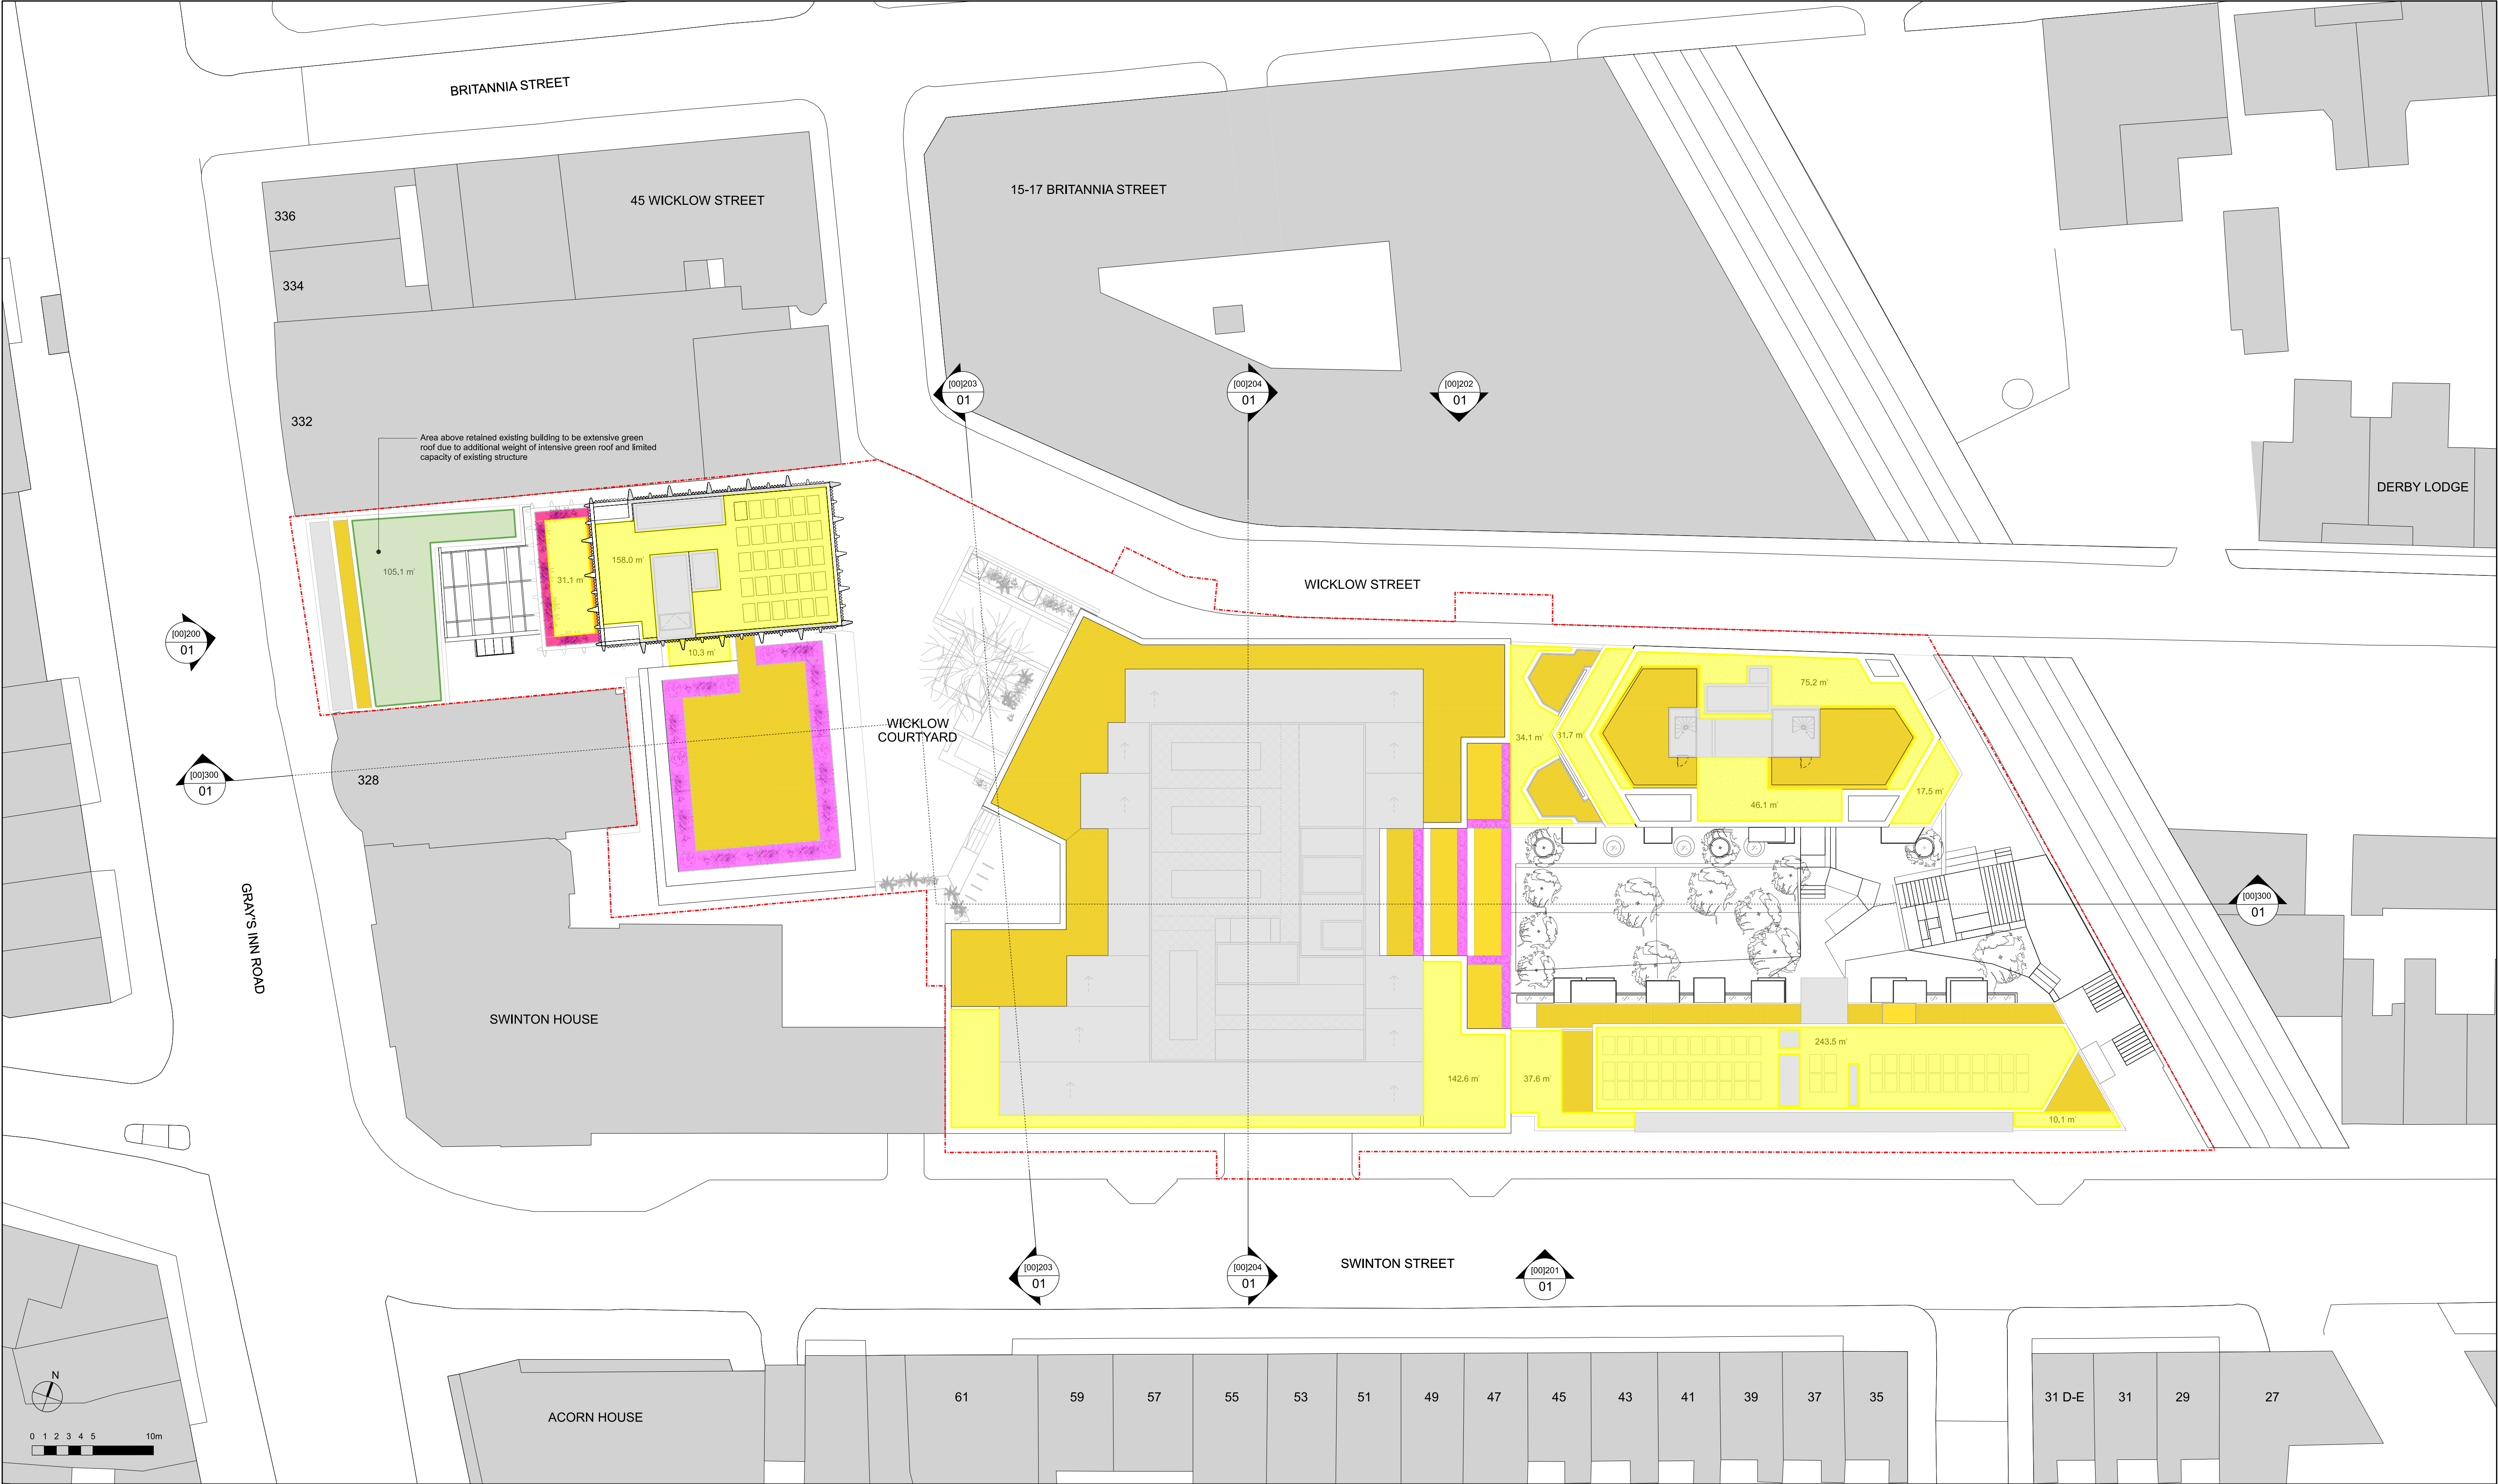 BRITANNIA STREET
15-17 BRITANNIA STREET
45 WICKLOW STREET
336
334
332
[00]203
01
[00]204
01
[00]202
01
Area above retained existing building to be extensive green
roof due to additional weight of intensive green roof and limited
capacity of existing structure
DERBY LODGE
105.1 m²
31.1 m²
158.0 m²
WICKLOW STREET
[00]200
01
10.3 m²
75.2 m²
WICKLOW
COURTYARD
34.1 m²
31.7 m²
[00]300
01
328
46.1 m²
17.5 m²
GRAY'S INN ROAD
[00]300
01
SWINTON HOUSE
243.5 m²
142.6 m²
37.6 m²
10.1 m²
[00]203
01
[00]204
01
SWINTON STREET
[00]201
01
N
0 1 2 3 4 5 10m
ACORN HOUSE
61
59
57
55
53
51
49
47
45
43
41
39
37
35
31 D-E
31
29
27